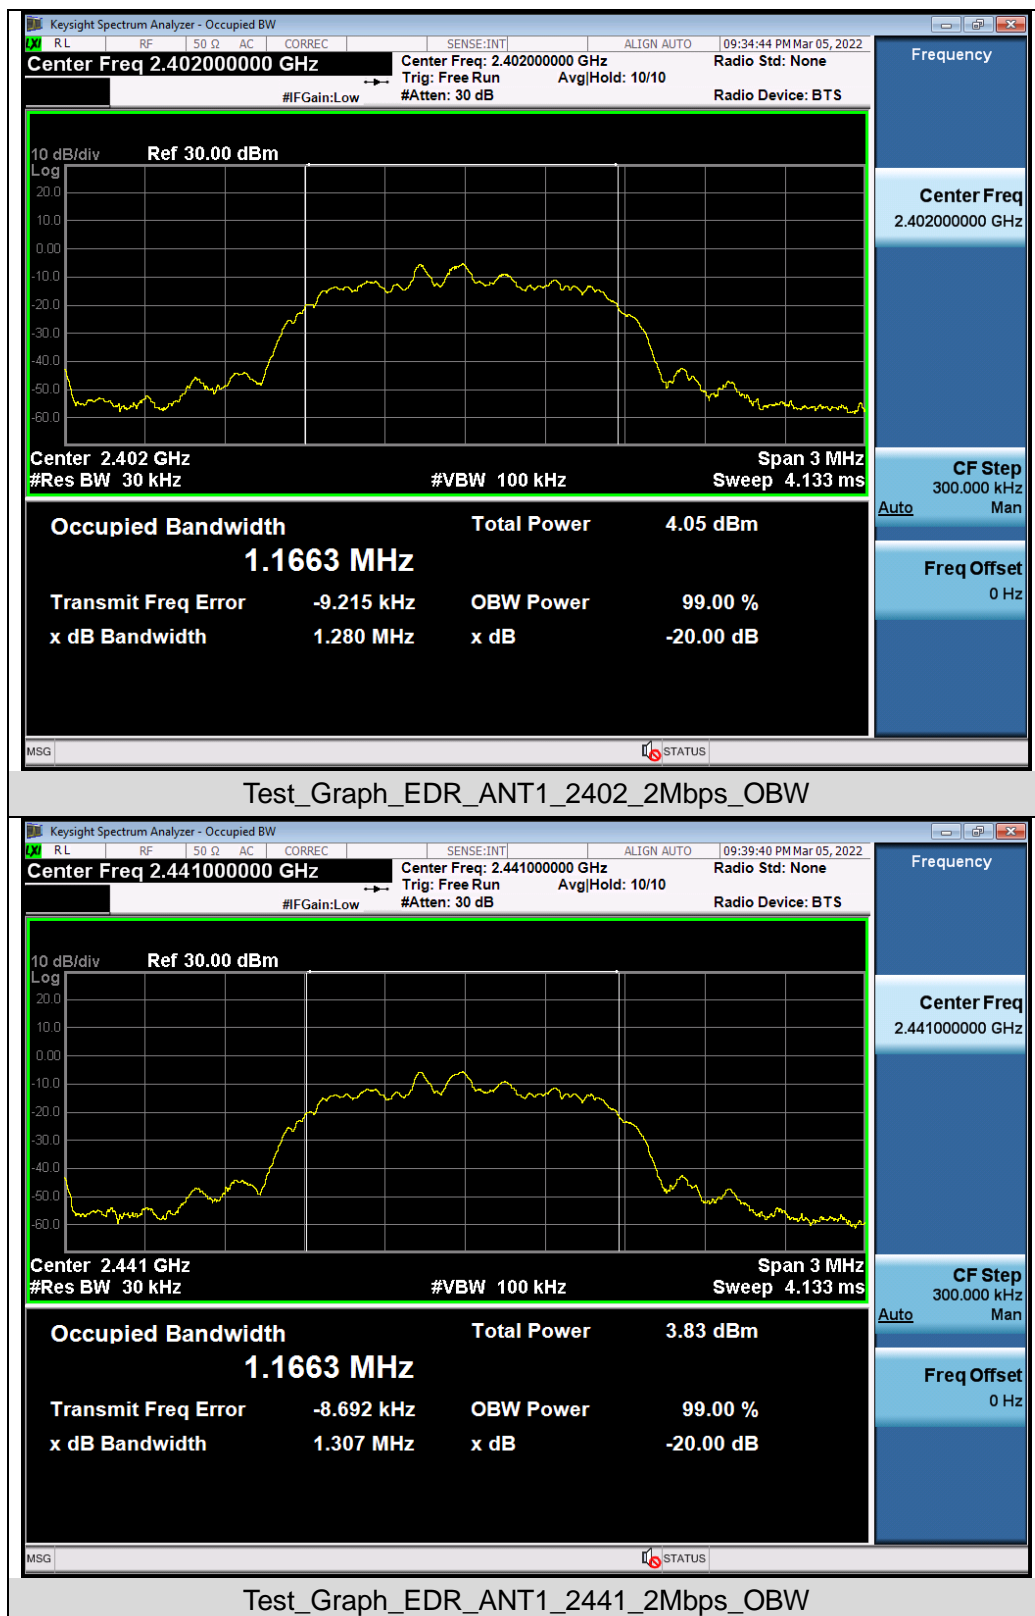 Keysight Spectrum Analyzer - Occupied BW
LXI RL RF 50 Ω AC CORREC SENSE:INT ALIGN AUTO 09:34:44 PM Mar 05, 2022
Center Freq 2.402000000 GHz
Center Freq: 2.402000000 GHz
Radio Std: None
Trig: Free Run Avg|Hold: 10/10
#IFGain:Low
#Atten: 30 dB
Radio Device: BTS
Frequency
10 dB/div Ref 30.00 dBm
Log
20.0
10.0
0.00
-10.0
-20.0
-30.0
-40.0
-50.0
-60.0
Center 2.402 GHz
Span 3 MHz
#Res BW 30 kHz
#VBW 100 kHz
Sweep 4.133 ms
Center Freq
2.402000000 GHz
CF Step
300.000 kHz
Auto Man
Freq Offset
0 Hz
Occupied Bandwidth
Total Power 4.05 dBm
1.1663 MHz
Transmit Freq Error -9.215 kHz
OBW Power 99.00 %
x dB Bandwidth 1.280 MHz
x dB -20.00 dB
MSG
STATUS
Test_Graph_EDR_ANT1_2402_2Mbps_OBW
Keysight Spectrum Analyzer - Occupied BW
LXI RL RF 50 Ω AC CORREC SENSE:INT ALIGN AUTO 09:39:40 PM Mar 05, 2022
Center Freq 2.441000000 GHz
Center Freq: 2.441000000 GHz
Radio Std: None
Trig: Free Run Avg|Hold: 10/10
#IFGain:Low
#Atten: 30 dB
Radio Device: BTS
Frequency
10 dB/div Ref 30.00 dBm
Log
20.0
10.0
0.00
-10.0
-20.0
-30.0
-40.0
-50.0
-60.0
Center 2.441 GHz
Span 3 MHz
#Res BW 30 kHz
#VBW 100 kHz
Sweep 4.133 ms
Center Freq
2.441000000 GHz
CF Step
300.000 kHz
Auto Man
Freq Offset
0 Hz
Occupied Bandwidth
Total Power 3.83 dBm
1.1663 MHz
Transmit Freq Error -8.692 kHz
OBW Power 99.00 %
x dB Bandwidth 1.307 MHz
x dB -20.00 dB
MSG
STATUS
Test_Graph_EDR_ANT1_2441_2Mbps_OBW